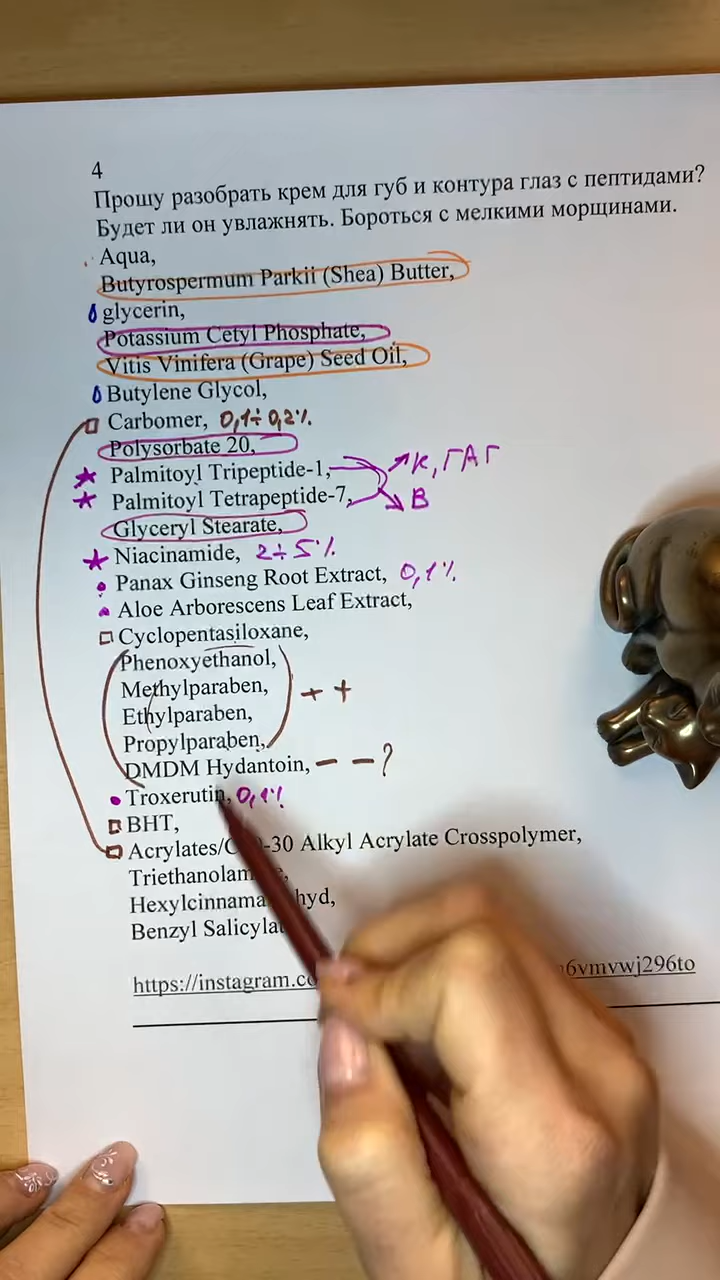 4
Прошу разобрать крем для губ и контура глаз с пептидами?
Будет ли он увлажнять. Бороться с мелкими морщинами.
Aqua,
Butyrospermum Parkii (Shea) Butter,
glycerin,
Potassium Cetyl Phosphate,
Vitis Vinifera (Grape) Seed Oil,
Butylene Glycol,
Carbomer, 0,1÷0,2%
Polysorbate 20,
Palmitoyl Tripeptide-1, К, ГАГ
Palmitoyl Tetrapeptide-7, В
Glyceryl Stearate,
Niacinamide, 2÷5%
Panax Ginseng Root Extract, 0,1%
Aloe Arborescens Leaf Extract,
Cyclopentasiloxane,
Phenoxyethanol,
Methylparaben, + +
Ethylparaben,
Propylparaben,
DMDM Hydantoin, — — ?
Troxerutin, 0,1%
BHT,
Acrylates/ -30 Alkyl Acrylate Crosspolymer,
Benzyl
https://instagram.co 6vmvwj296to